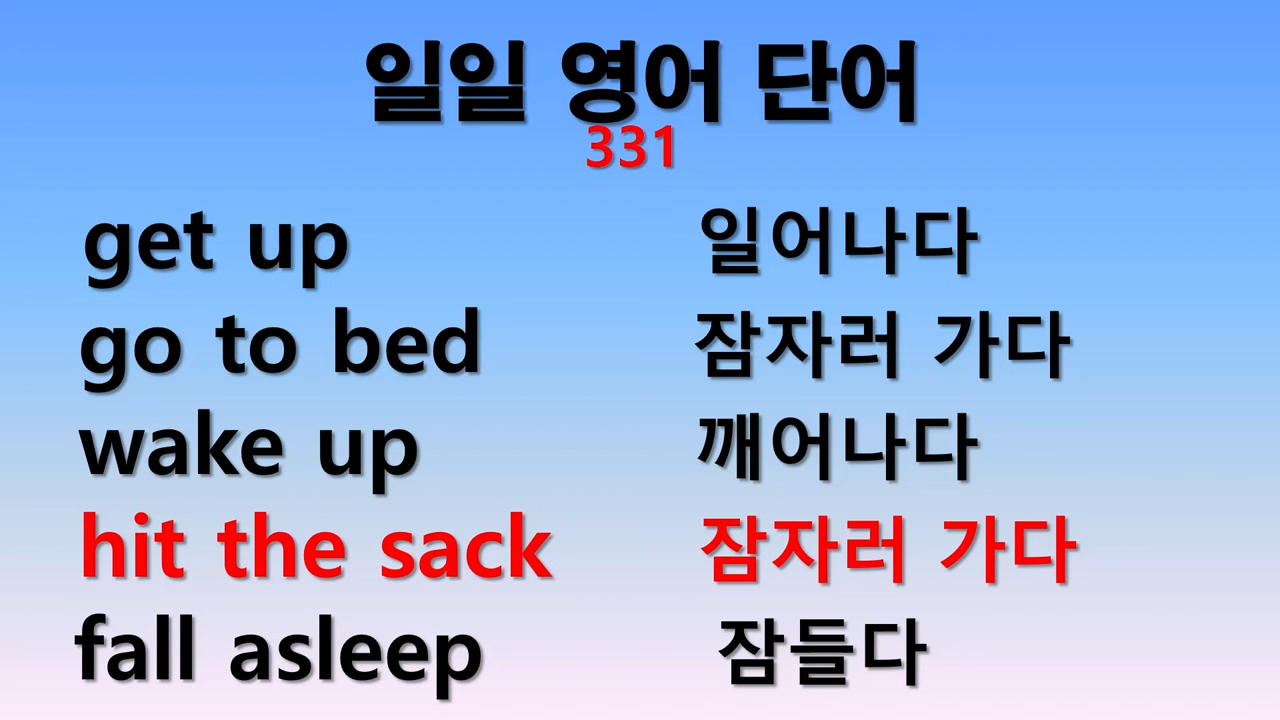 일일 영어 단어
331
get up 일어나다
go to bed 잠자러 가다
wake up 깨어나다
hit the sack 잠자러 가다
fall asleep 잠들다